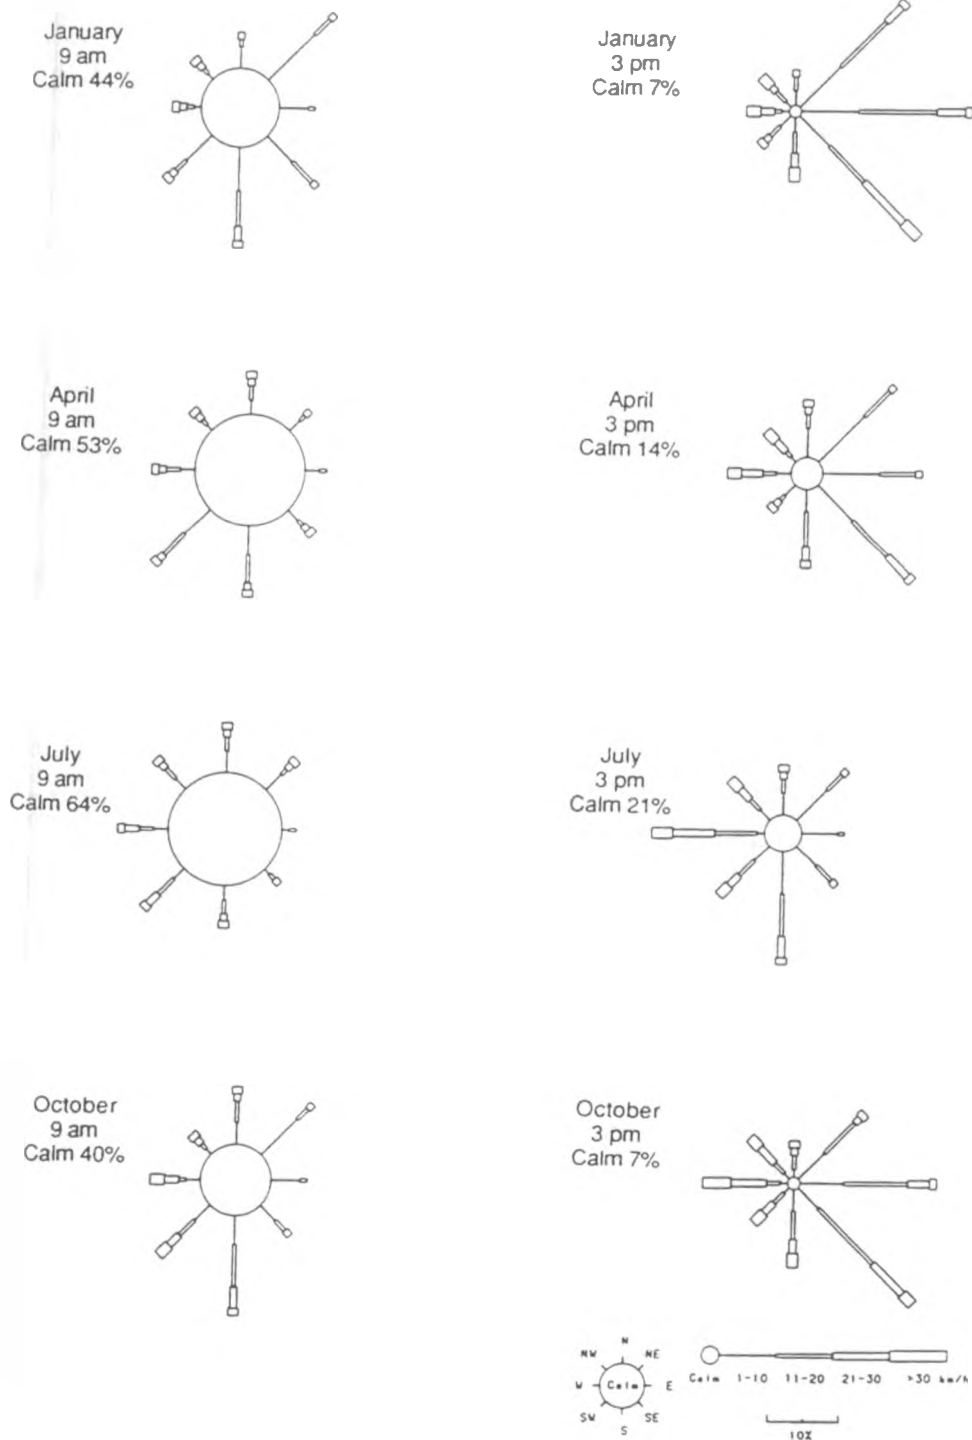 January
9 am
Calm 44%
January
3 pm
Calm 7%
April
9 am
Calm 53%
April
3 pm
Calm 14%
July
9 am
Calm 64%
July
3 pm
Calm 21%
October
9 am
Calm 40%
October
3 pm
Calm 7%
N
NW NE
W Calm E
SW SE
S
Calm 1-10 11-20 21-30 >30 km/h
10%